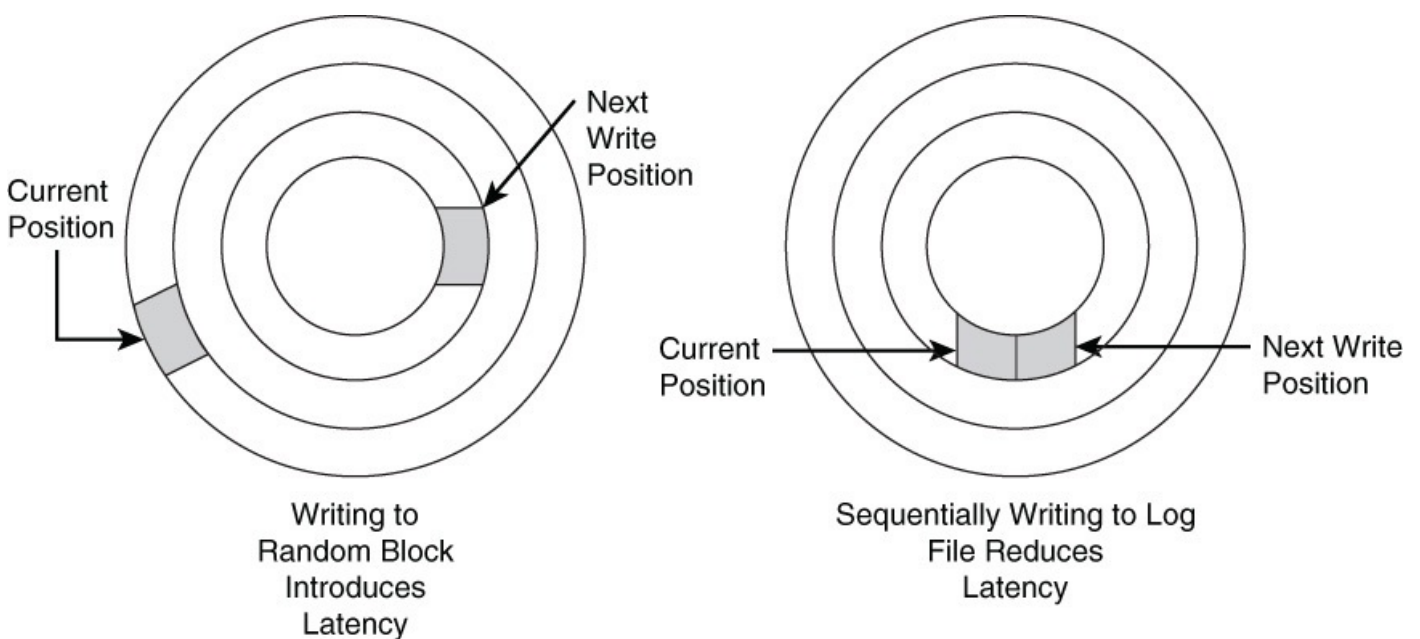 Current
Position
Next
Write
Position
Writing to
Random Block
Introduces
Latency
Current
Position
Next Write
Position
Sequentially Writing to Log
File Reduces
Latency